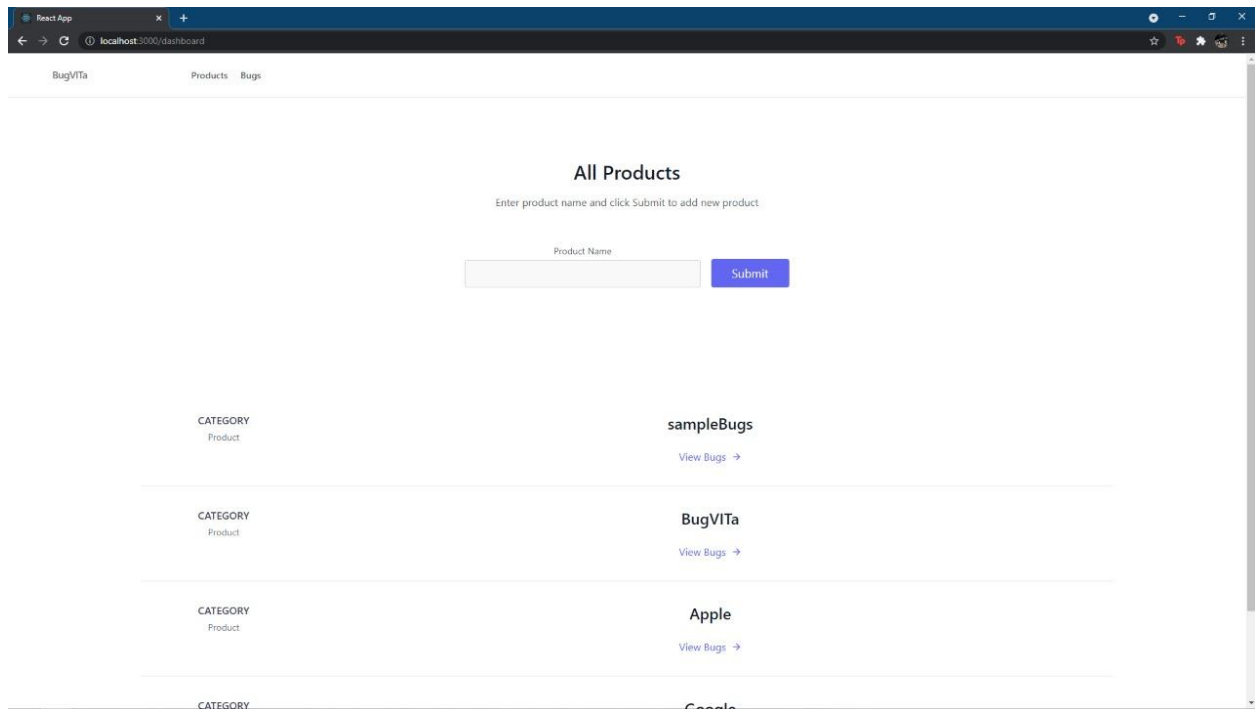 React App
localhost:3000/dashboard
Tp
BugVITa Products Bugs
All Products
Enter product name and click Submit to add new product
Product Name
Submit
CATEGORY
Product
sampleBugs
View Bugs →
CATEGORY
Product
BugVITa
View Bugs →
CATEGORY
Product
Apple
View Bugs →
CATEGORY
Google